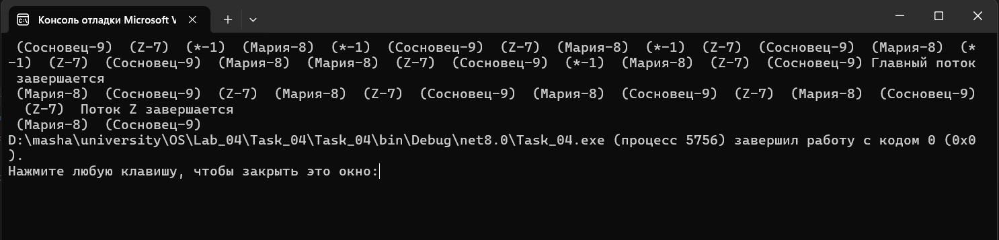 Консоль отладки Microsoft V
(Сосновец-9)  (Z-7)  (*-1)  (Мария-8)  (*-1)  (Сосновец-9)  (Z-7)  (Мария-8)  (*-1)  (Z-7)  (Сосновец-9)  (Мария-8)  (*
-1)  (Z-7)  (Сосновец-9)  (Мария-8)  (Мария-8)  (Z-7)  (Сосновец-9)  (*-1)  (Мария-8)  (Z-7)  (Сосновец-9) Главный поток
завершается
(Мария-8)  (Сосновец-9)  (Z-7)  (Мария-8)  (Z-7)  (Сосновец-9)  (Мария-8)  (Сосновец-9)  (Z-7)  (Мария-8)  (Сосновец-9)
(Z-7)  Поток Z завершается
(Мария-8)  (Сосновец-9)
D:\masha\university\OS\Lab_04\Task_04\Task_04\bin\Debug\net8.0\Task_04.exe (процесс 5756) завершил работу с кодом 0 (0x0
).
Нажмите любую клавишу, чтобы закрыть это окно: